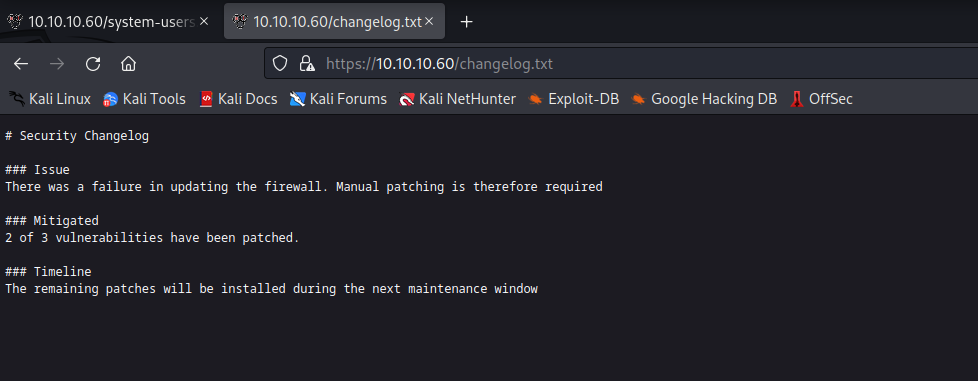 10.10.10.60/system-users
10.10.10.60/changelog.txt
https://10.10.10.60/changelog.txt
Kali Linux Kali Tools Kali Docs Kali Forums Kali NetHunter Exploit-DB Google Hacking DB OffSec
# Security Changelog
### Issue
There was a failure in updating the firewall. Manual patching is therefore required
### Mitigated
2 of 3 vulnerabilities have been patched.
### Timeline
The remaining patches will be installed during the next maintenance window